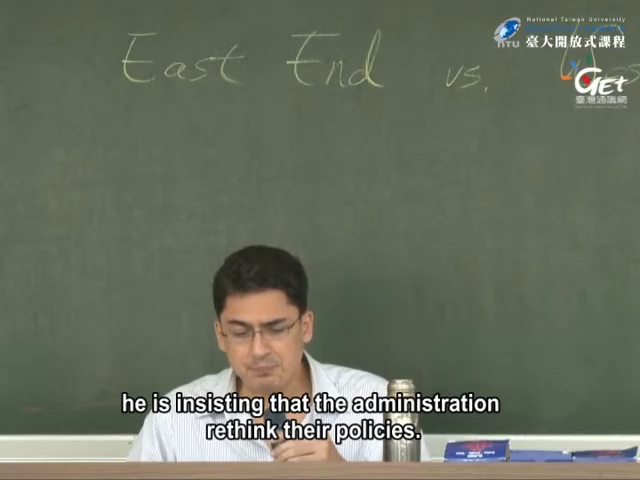 National Taiwan University
NTU 臺大開放式課程
East End vs.
GET
臺灣通識網
he is insisting that the administration
rethink their policies.